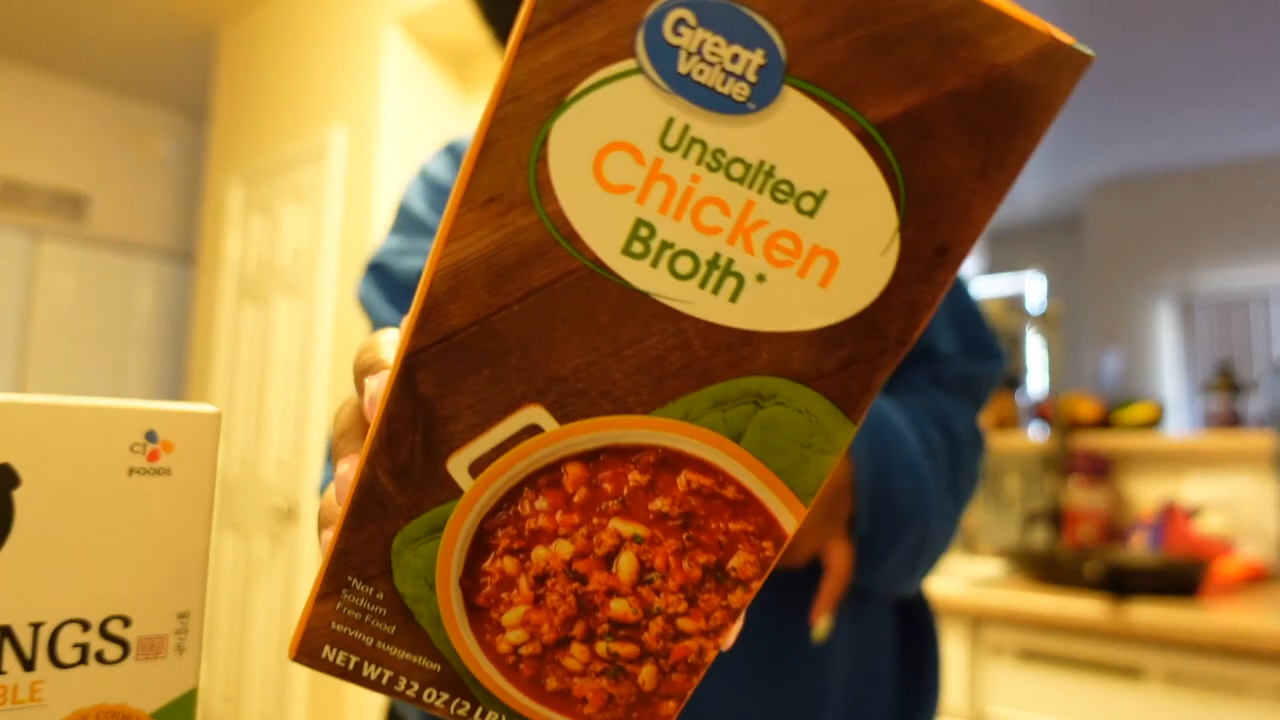 Great
Value
Unsalted
Chicken
Broth*
*Not a
Sodium
Free Food
serving suggestion
NET WT 32 OZ (2 LB)
CJ
FOODS
NGS
BLE